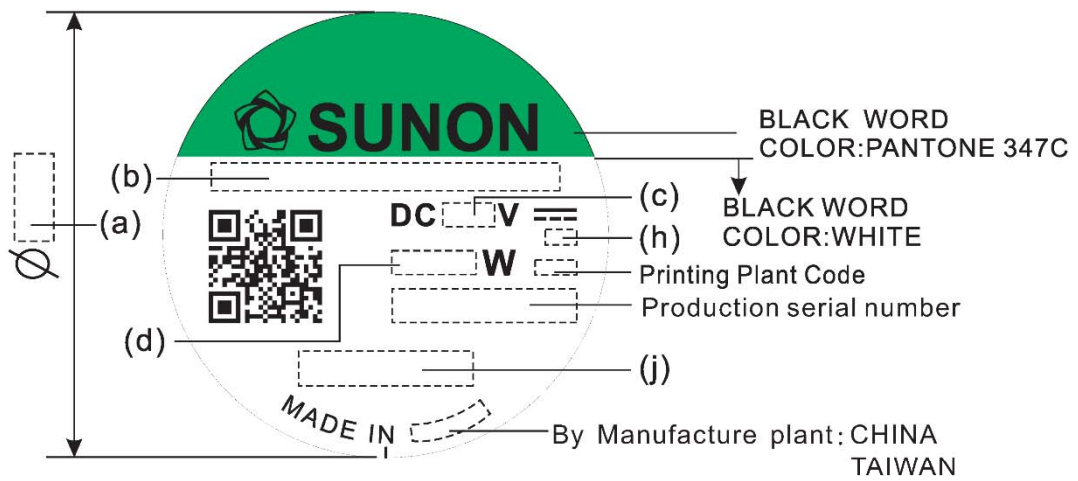 SUNON
BLACK WORD
COLOR:PANTONE 347C
(b)
(c)
(a)
DC V
BLACK WORD
COLOR:WHITE
(h)
Ø
W
Printing Plant Code
Production serial number
(d)
(j)
MADE IN
By Manufacture plant: CHINA
TAIWAN